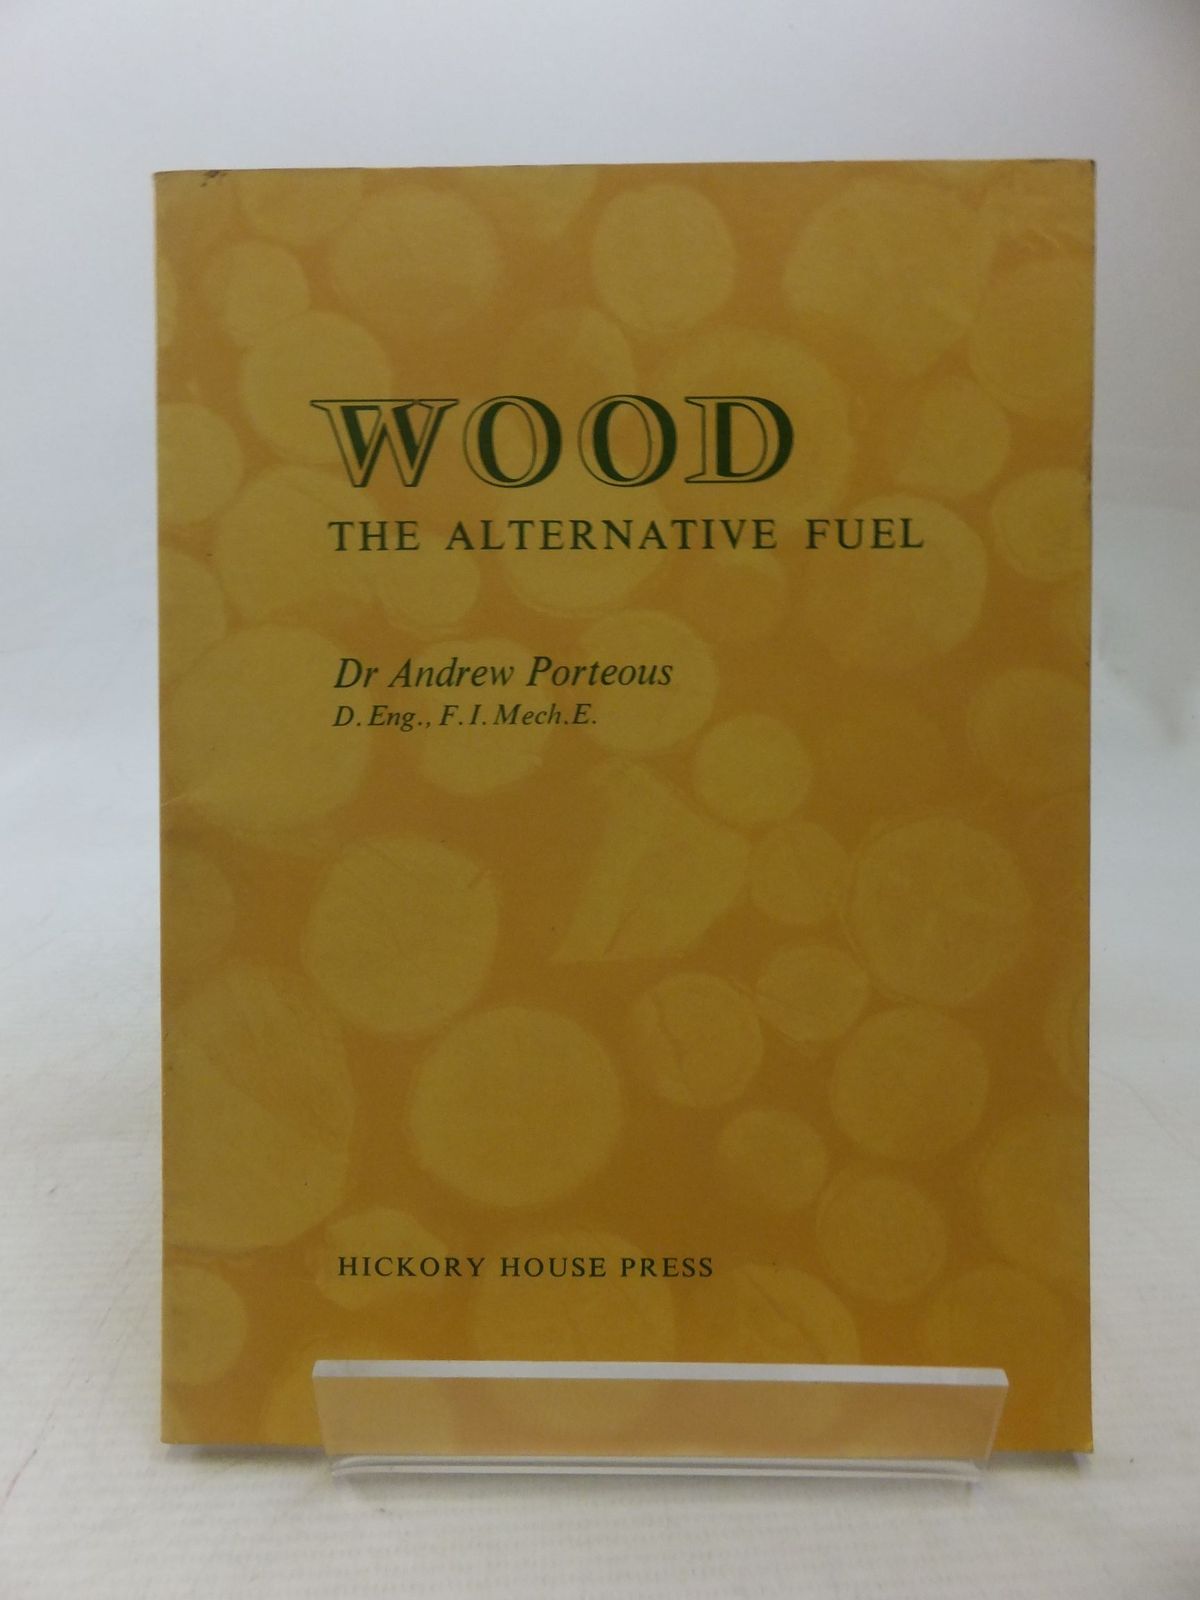 WOOD
THE ALTERNATIVE FUEL
Dr Andrew Porteous
D. Eng., F. I. Mech. E.
HICKORY HOUSE PRESS